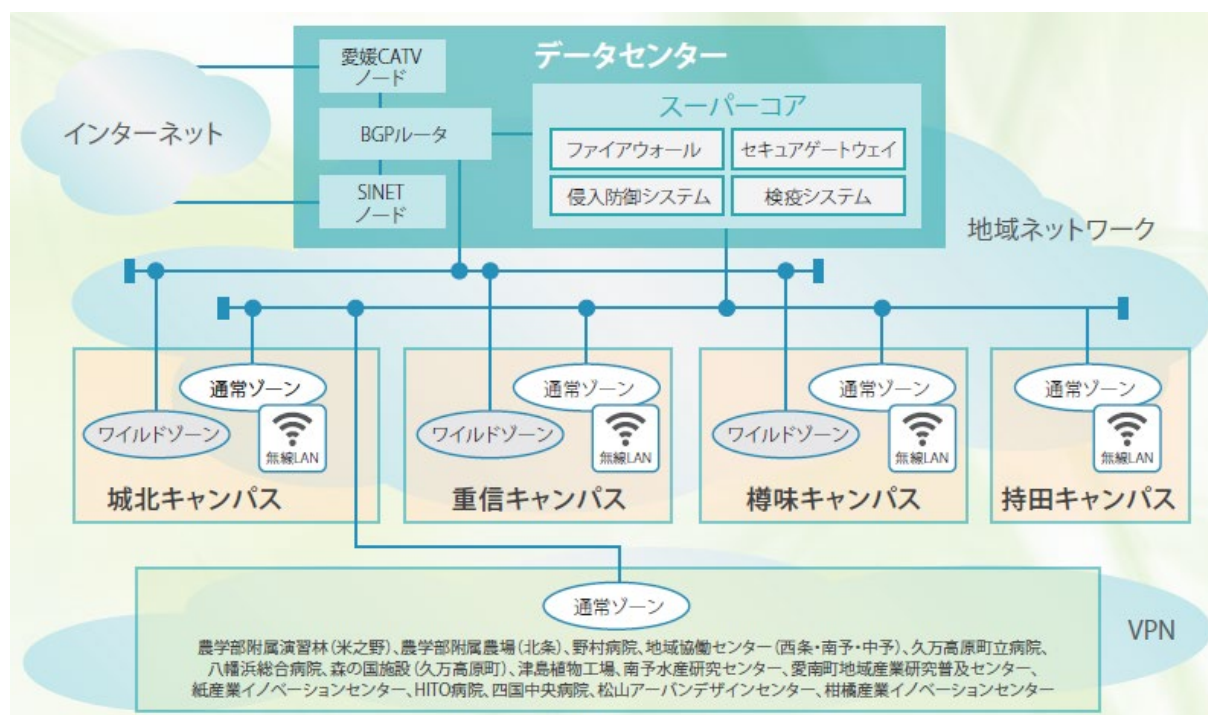 データセンター
愛媛CATV
ノード
スーパーコア
インターネット
BGPルータ
ファイアウォール
セキュアゲートウェイ
侵入防御システム
検疫システム
SINET
ノード
地域ネットワーク
通常ゾーン
ワイルドゾーン
無線LAN
城北キャンパス
通常ゾーン
ワイルドゾーン
無線LAN
重信キャンパス
通常ゾーン
ワイルドゾーン
無線LAN
樽味キャンパス
通常ゾーン
無線LAN
持田キャンパス
通常ゾーン
VPN
農学部附属演習林(米之野)、農学部附属農場(北条)、野村病院、地域協働センター(西条・南予・中予)、久万高原町立病院、
八幡浜総合病院、森の国施設(久万高原町)、津島植物工場、南予水産研究センター、愛南町地域産業研究普及センター、
紙産業イノベーションセンター、HITO病院、四国中央病院、松山アーバンデザインセンター、柑橘産業イノベーションセンター